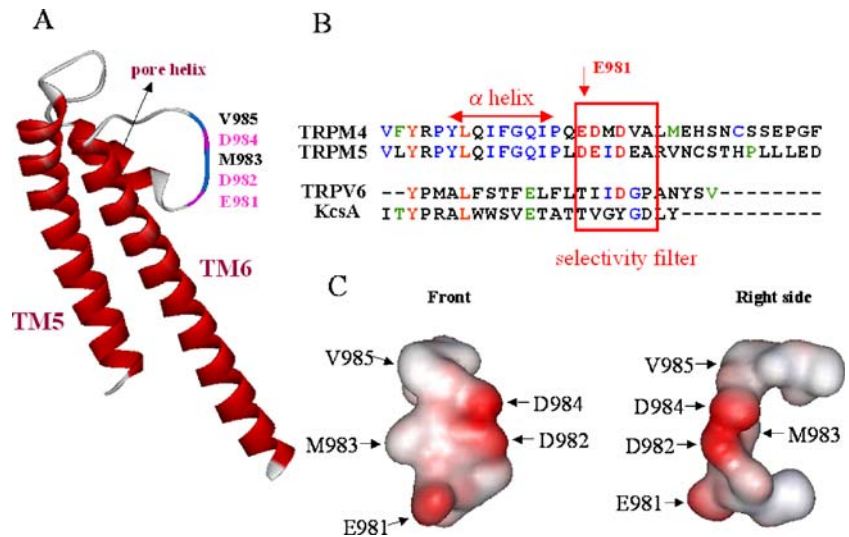 A
pore helix
V985
D984
M983
D982
E981
TM6
TM5
B
E981
α helix
TRPM4 VFYRPYLQIFGQIPQEDMDVALMEHSNCSSEPGF
TRPM5 VLYRPYLQIFGQIPLDEIDEARVNCSTHPLLLED
TRPV6 --YPMALFSTFELFLTIIDGPANYSV----------
KcsA ITYPRALWWSVETATTVGYGDLY------------
selectivity filter
C
Front
V985
D984
M983
D982
E981
Right side
V985
D984
M983
D982
E981